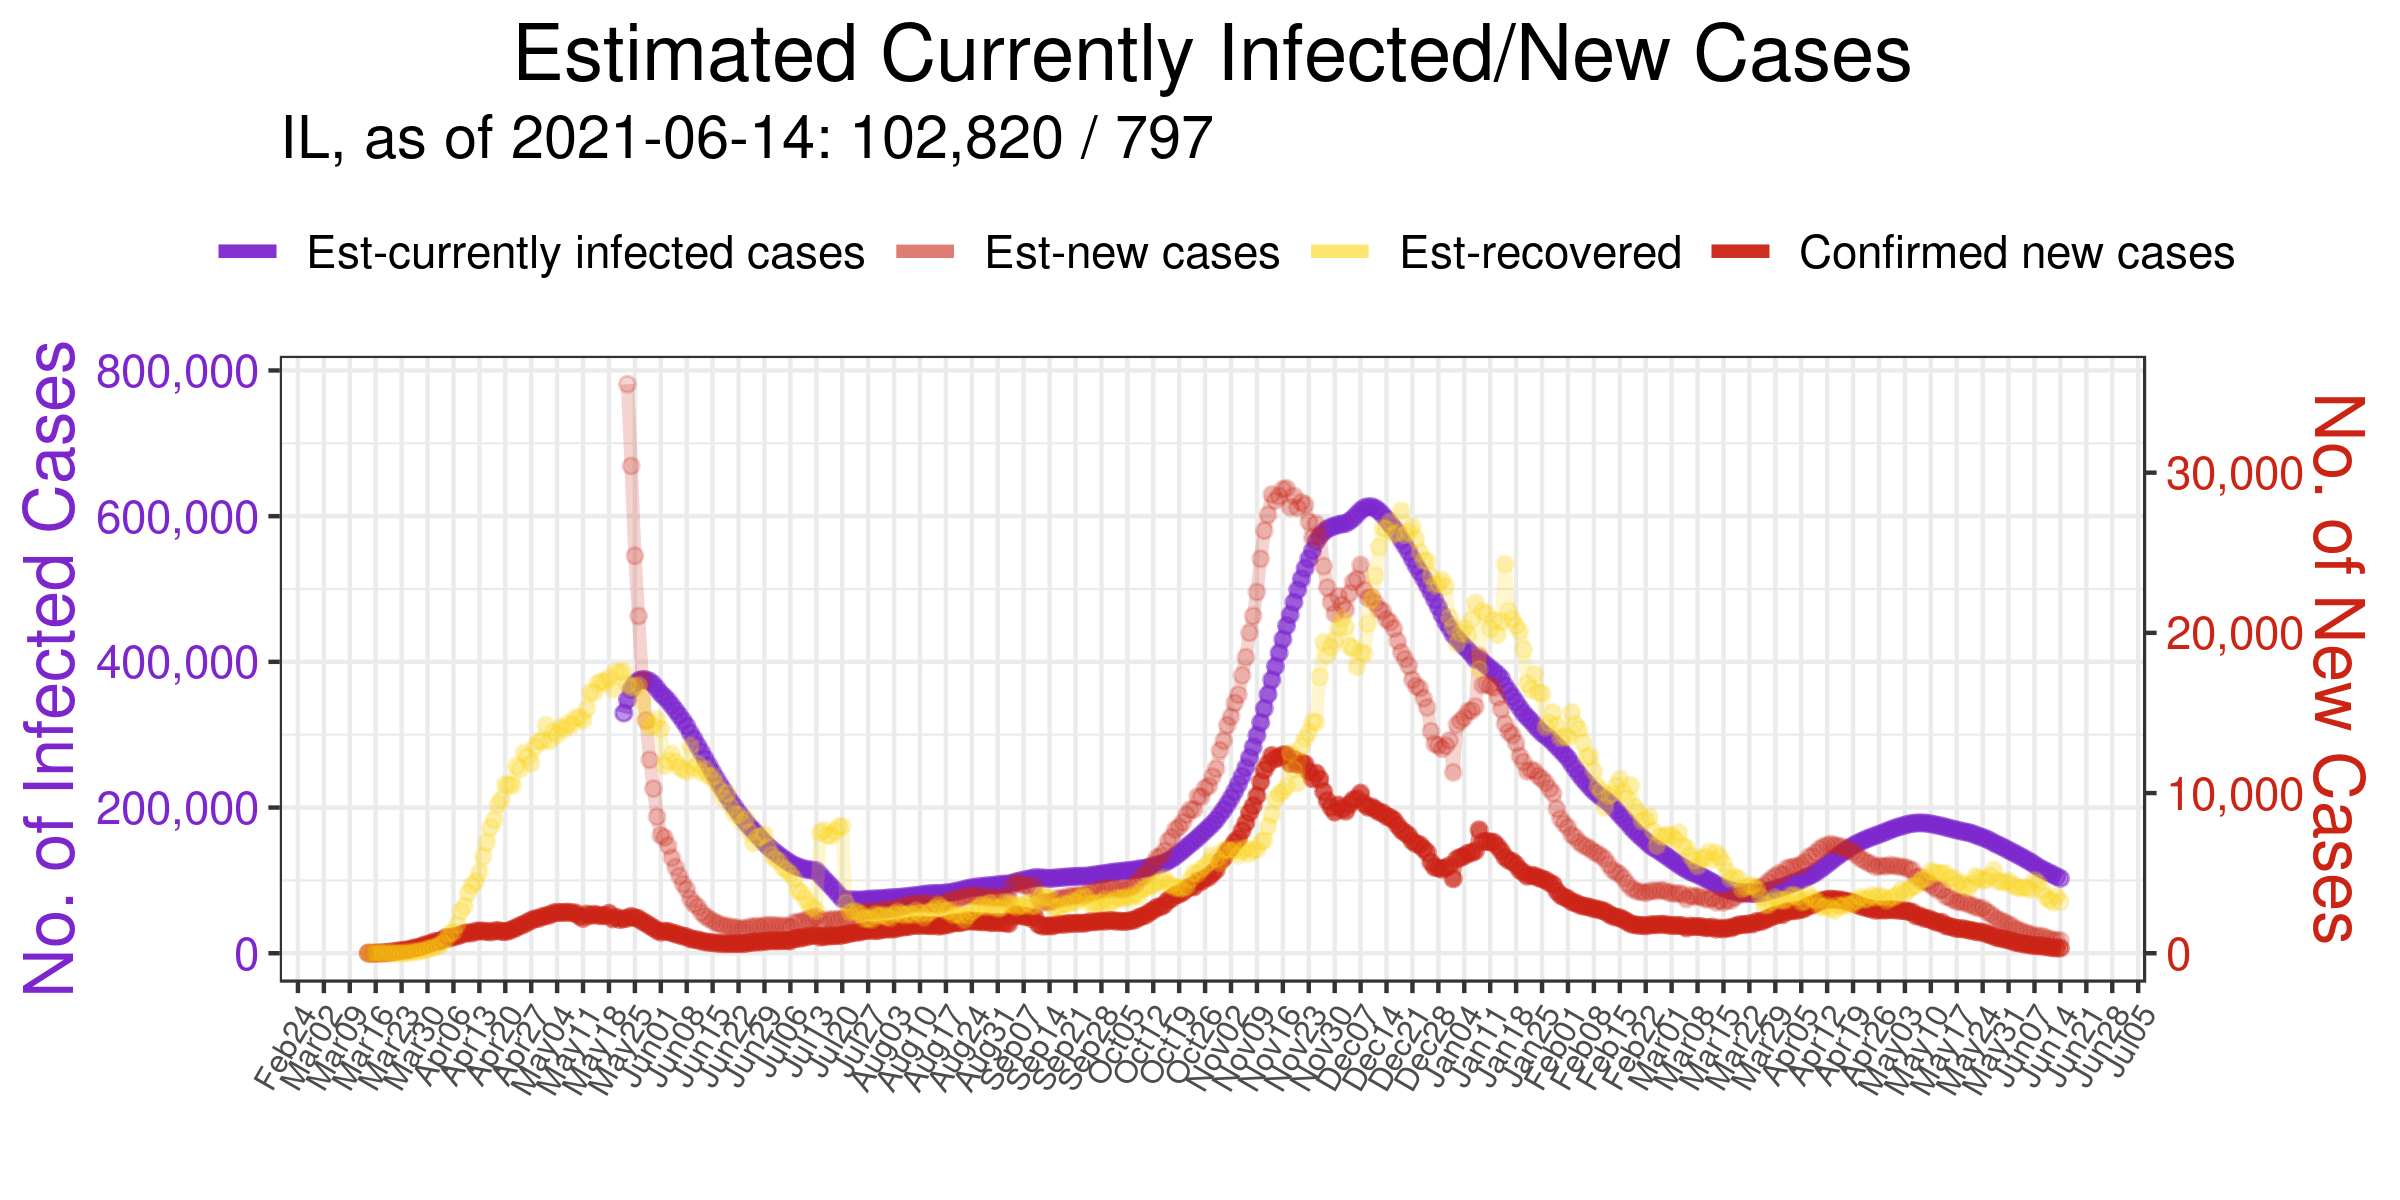 Estimated Currently Infected/New Cases
IL, as of 2021-06-14: 102,820 / 797
Est-currently infected cases Est-new cases Est-recovered Confirmed new cases
No. of Infected Cases
800,000
600,000
400,000
200,000
0
30,000
20,000
10,000
0
No. of New Cases
Feb24 Mar02 Mar09 Mar16 Mar23 Mar30 Apr06 Apr13 Apr20 Apr27 May04 May11 May18 May25 Jun01 Jun08 Jun15 Jun22 Jun29 Jul06 Jul13 Jul20 Jul27 Aug03 Aug10 Aug17 Aug24 Aug31 Sep07 Sep14 Sep21 Sep28 Oct05 Oct12 Oct19 Oct26 Nov02 Nov09 Nov16 Nov23 Nov30 Dec07 Dec14 Dec21 Dec28 Jan04 Jan11 Jan18 Jan25 Feb01 Feb08 Feb15 Feb22 Mar01 Mar08 Mar15 Mar22 Mar29 Apr05 Apr12 Apr19 Apr26 May03 May10 May17 May24 May31 Jun07 Jun14 Jun21 Jun28 Jul05